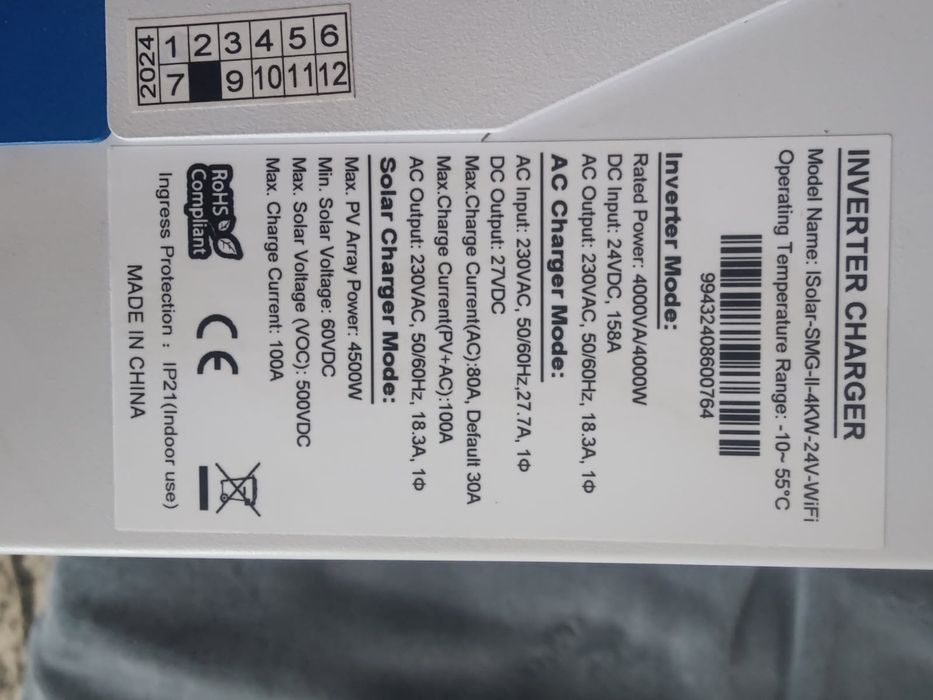 2024 1 2 3 4 5 6
7 9 10 11 12
INVERTER CHARGER
Model Name: ISolar-SMG-II-4KW-24V-WiFi
Operating Temperature Range: -10~ 55°C
99432408600764
Inverter Mode:
Rated Power: 4000VA/4000W
DC Input: 24VDC, 158A
AC Output: 230VAC, 50/60Hz, 18.3A, 1Φ
AC Charger Mode:
AC Input: 230VAC, 50/60Hz,27.7A, 1Φ
DC Output: 27VDC
Max.Charge Current(AC):80A, Default 30A
Max.Charge Current(PV+AC):100A
AC Output: 230VAC, 50/60Hz, 18.3A, 1Φ
Solar Charger Mode:
Max. PV Array Power: 4500W
Min. Solar Voltage: 60VDC
Max. Solar Voltage (VOC): 500VDC
Max. Charge Current: 100A
RoHS
Compliant
CE
Ingress Protection : IP21(Indoor use)
MADE IN CHINA